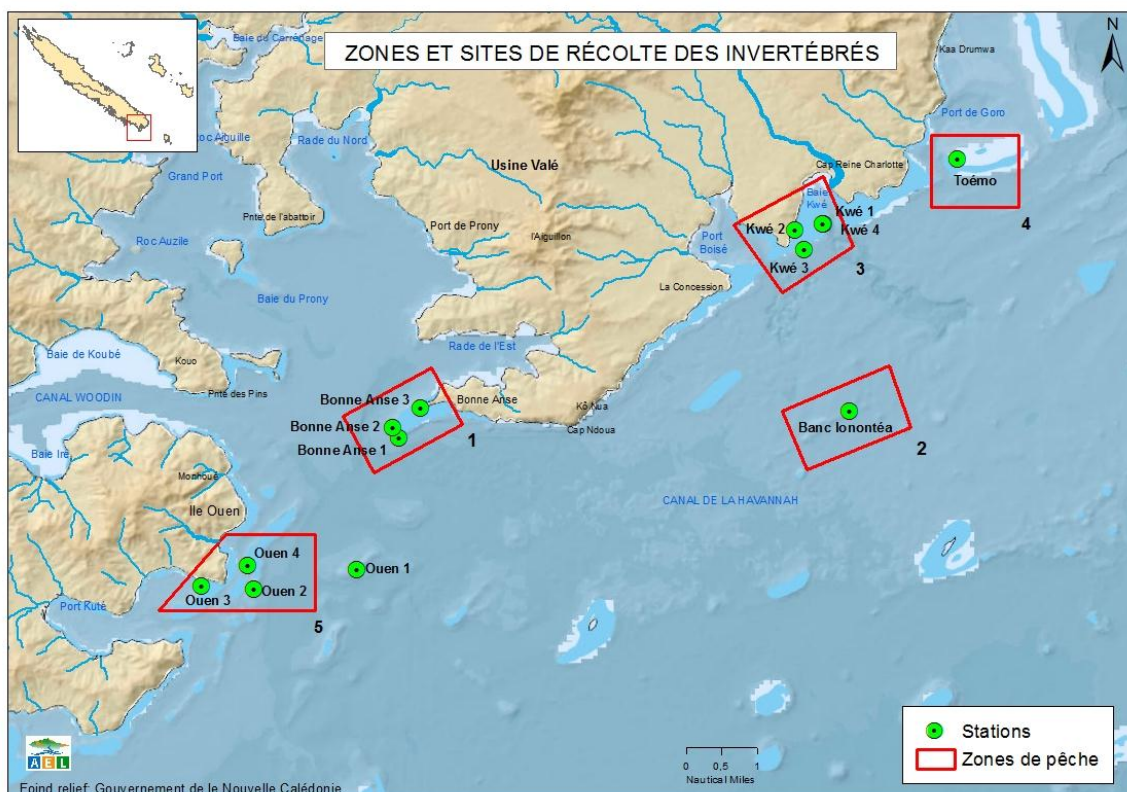 ZONES ET SITES DE RÉCOLTE DES INVERTÉBRÉS
N
Baie du Carrénage
Kaa Drumwa
Port de Goro
Roc Aiguille
Rade du Nord
Usine Valé
Cap Reine Charlotte
Grand Port
Toémo
Baie Kwé
Pnte de l'abattoir
Port de Prony
l'Aiguillon
Kwé 1
Kwé 2
Kwé 4
4
Port Boisé
Roc Auzile
Kwé 3
3
La Concession
Baie du Prony
Rade de l'Est
Baie de Koubé
Kouo
Pnté des Pins
CANAL WOODIN
Bonne Anse 3
Bonne Anse
Kô Nua
Bonne Anse 2
Cap Ndoua
Banc Ionontéa
Bonne Anse 1
1
2
Baie Iré
CANAL DE LA HAVANNAH
Ile Ouen
Ouen 4
Ouen 1
Ouen 3
Ouen 2
Port Kuté
5
Stations
Zones de pêche
AEL
0 0,5 1
Nautical Miles
Foind relief: Gouvernement de le Nouvelle Calédonie